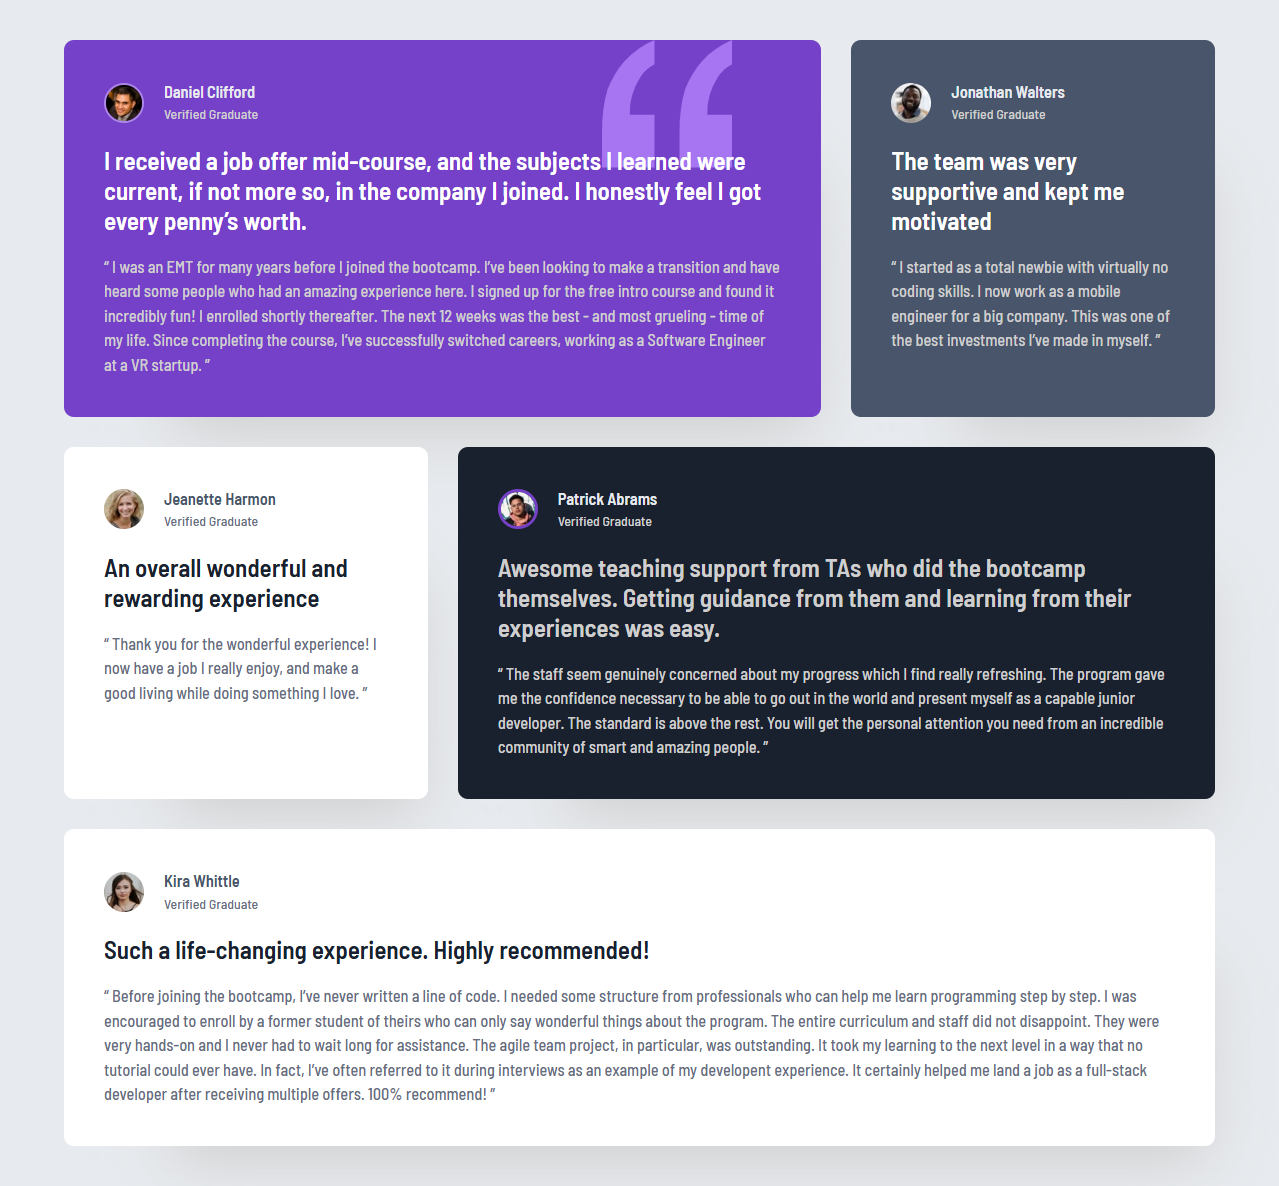 Daniel Clifford
Verified Graduate
I received a job offer mid-course, and the subjects I learned were
current, if not more so, in the company I joined. I honestly feel I got
every penny’s worth.
“ I was an EMT for many years before I joined the bootcamp. I’ve been looking to make a transition and have
heard some people who had an amazing experience here. I signed up for the free intro course and found it
incredibly fun! I enrolled shortly thereafter. The next 12 weeks was the best - and most grueling - time of
my life. Since completing the course, I’ve successfully switched careers, working as a Software Engineer
at a VR startup. ”
Jonathan Walters
Verified Graduate
The team was very
supportive and kept me
motivated
“ I started as a total newbie with virtually no
coding skills. I now work as a mobile
engineer for a big company. This was one of
the best investments I’ve made in myself. ”
Jeanette Harmon
Verified Graduate
An overall wonderful and
rewarding experience
“ Thank you for the wonderful experience! I
now have a job I really enjoy, and make a
good living while doing something I love. ”
Patrick Abrams
Verified Graduate
Awesome teaching support from TAs who did the bootcamp
themselves. Getting guidance from them and learning from their
experiences was easy.
“ The staff seem genuinely concerned about my progress which I find really refreshing. The program gave
me the confidence necessary to be able to go out in the world and present myself as a capable junior
developer. The standard is above the rest. You will get the personal attention you need from an incredible
community of smart and amazing people. ”
Kira Whittle
Verified Graduate
Such a life-changing experience. Highly recommended!
“ Before joining the bootcamp, I’ve never written a line of code. I needed some structure from professionals who can help me learn programming step by step. I was
encouraged to enroll by a former student of theirs who can only say wonderful things about the program. The entire curriculum and staff did not disappoint. They were
very hands-on and I never had to wait long for assistance. The agile team project, in particular, was outstanding. It took my learning to the next level in a way that no
tutorial could ever have. In fact, I’ve often referred to it during interviews as an example of my developent experience. It certainly helped me land a job as a full-stack
developer after receiving multiple offers. 100% recommend! ”